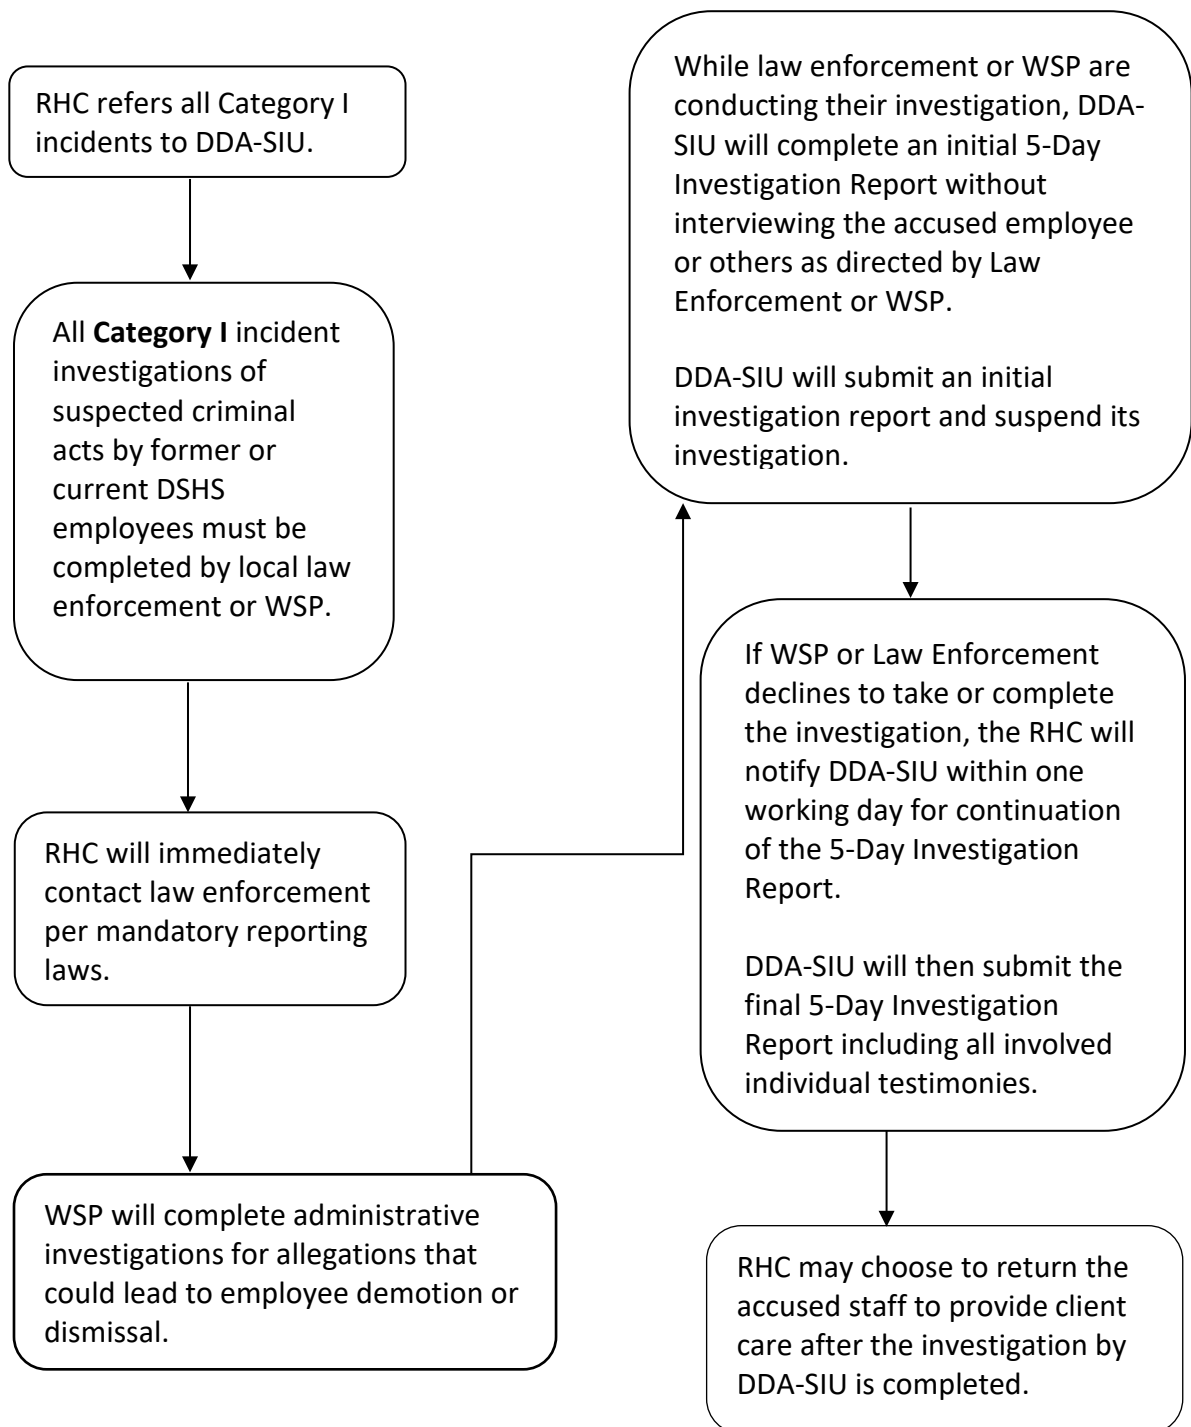 RHC refers all Category I
incidents to DDA-SIU.
All Category I incident
investigations of
suspected criminal
acts by former or
current DSHS
employees must be
completed by local law
enforcement or WSP.
RHC will immediately
contact law enforcement
per mandatory reporting
laws.
WSP will complete administrative
investigations for allegations that
could lead to employee demotion or
dismissal.
While law enforcement or WSP are
conducting their investigation, DDA-
SIU will complete an initial 5-Day
Investigation Report without
interviewing the accused employee
or others as directed by Law
Enforcement or WSP.
DDA-SIU will submit an initial
investigation report and suspend its
investigation.
If WSP or Law Enforcement
declines to take or complete
the investigation, the RHC will
notify DDA-SIU within one
working day for continuation
of the 5-Day Investigation
Report.
DDA-SIU will then submit the
final 5-Day Investigation
Report including all involved
individual testimonies.
RHC may choose to return the
accused staff to provide client
care after the investigation by
DDA-SIU is completed.